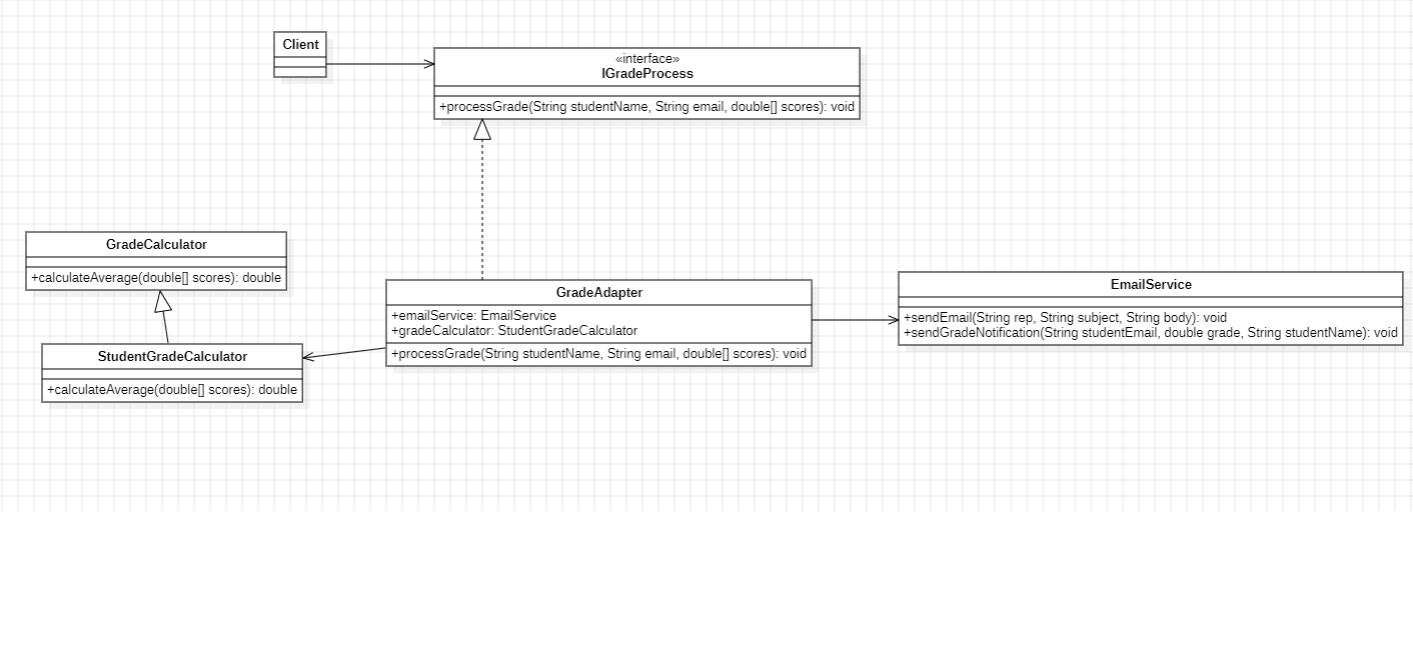 Client
«interface»
IGradeProcess
+processGrade(String studentName, String email, double[] scores): void
GradeCalculator
+calculateAverage(double[] scores): double
StudentGradeCalculator
+calculateAverage(double[] scores): double
GradeAdapter
+emailService: EmailService
+gradeCalculator: StudentGradeCalculator
+processGrade(String studentName, String email, double[] scores): void
EmailService
+sendEmail(String rep, String subject, String body): void
+sendGradeNotification(String studentEmail, double grade, String studentName): void